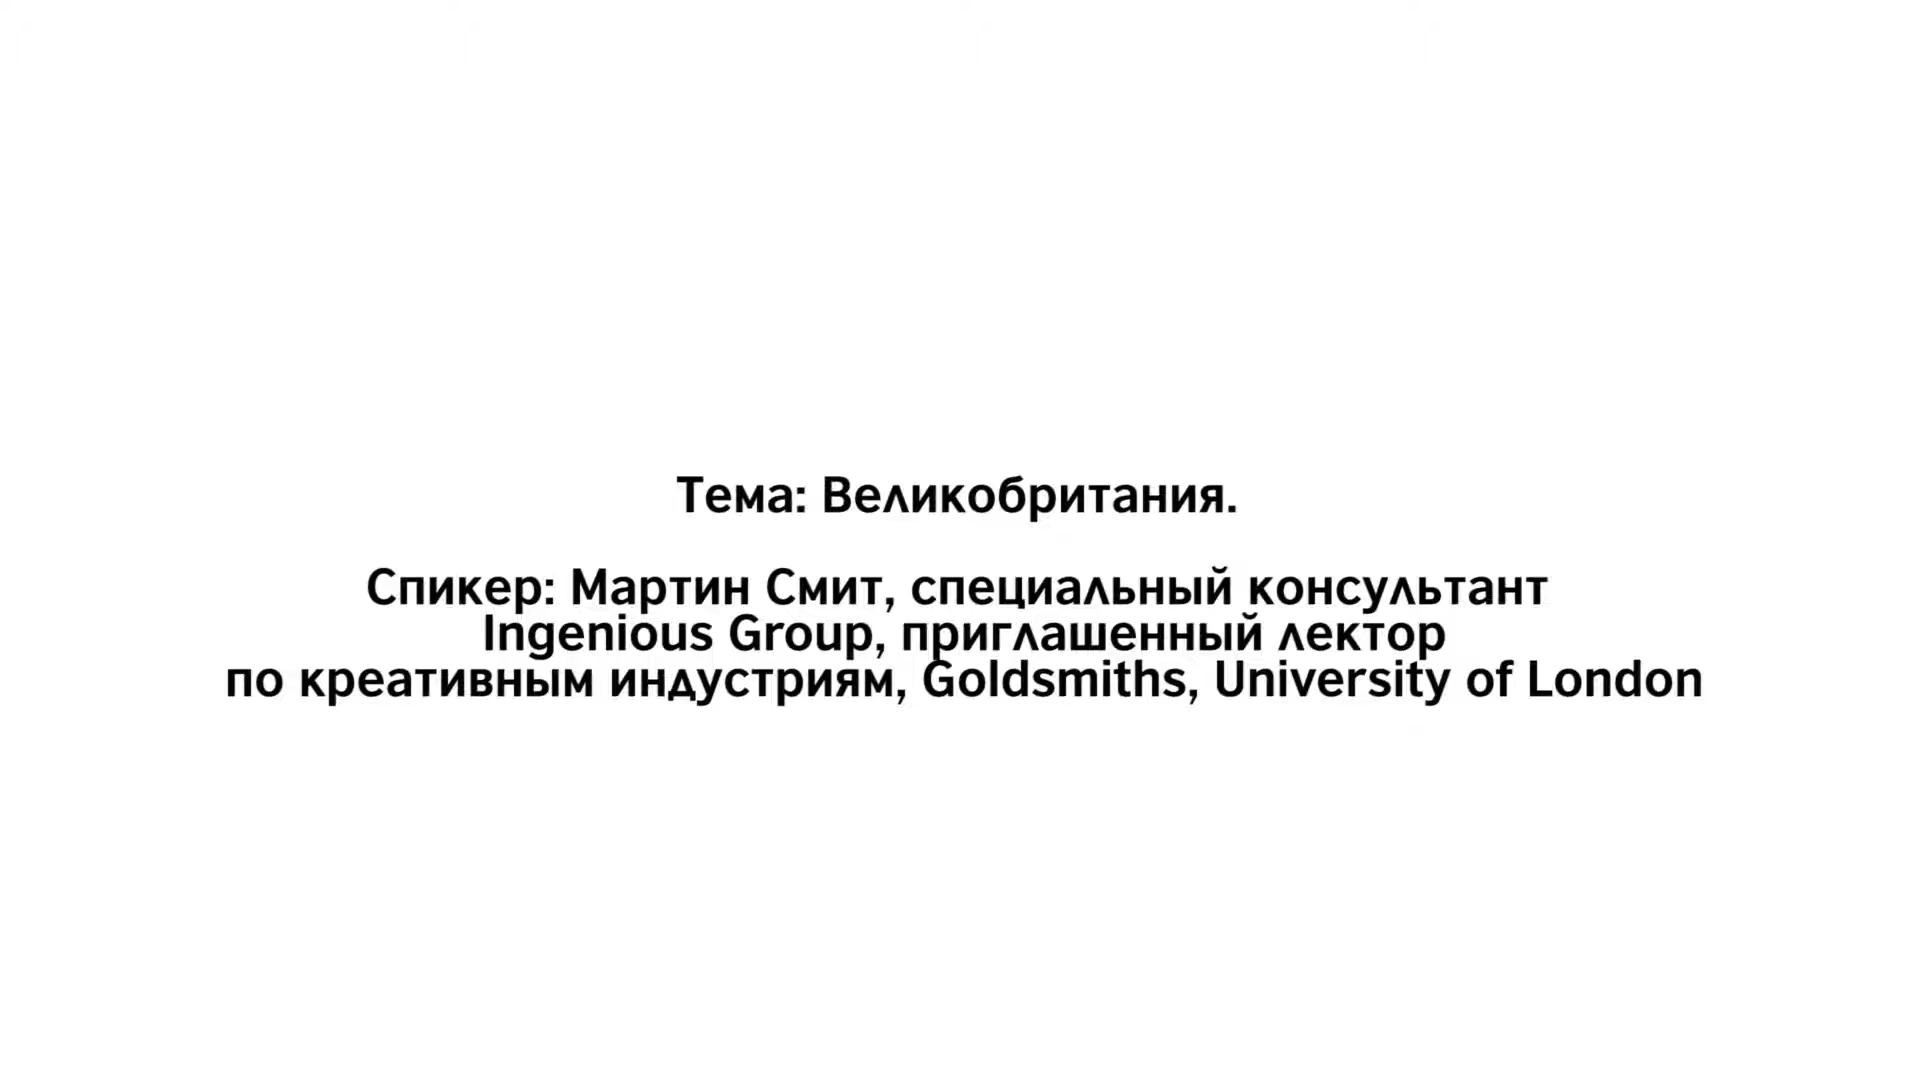 Тема: Великобритания.
Спикер: Мартин Смит, специальный консультант
Ingenious Group, приглашенный лектор
по креативным индустриям, Goldsmiths, University of London